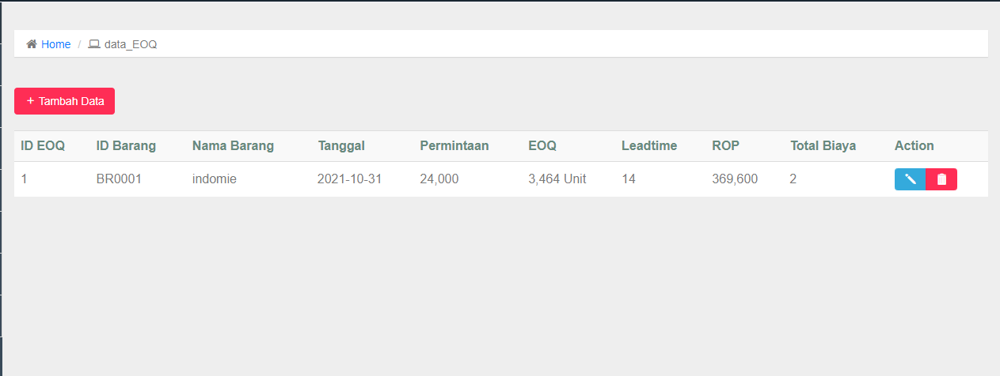 Home / data_EOQ
+ Tambah Data
ID EOQ ID Barang Nama Barang Tanggal Permintaan EOQ Leadtime ROP Total Biaya Action
1 BR0001 indomie 2021-10-31 24,000 3,464 Unit 14 369,600 2